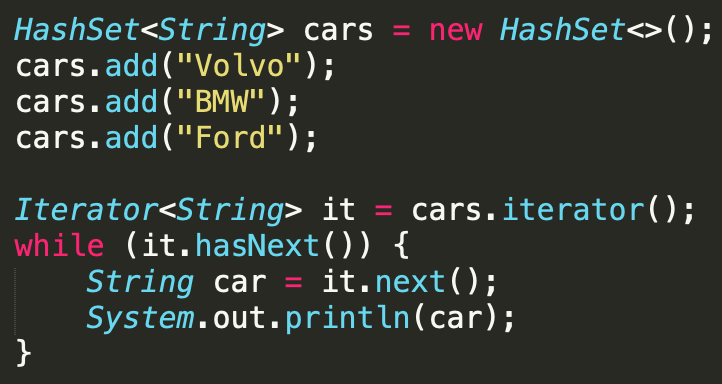 HashSet<String> cars = new HashSet<>();
cars.add("Volvo");
cars.add("BMW");
cars.add("Ford");

Iterator<String> it = cars.iterator();
while (it.hasNext()) {
    String car = it.next();
    System.out.println(car);
}